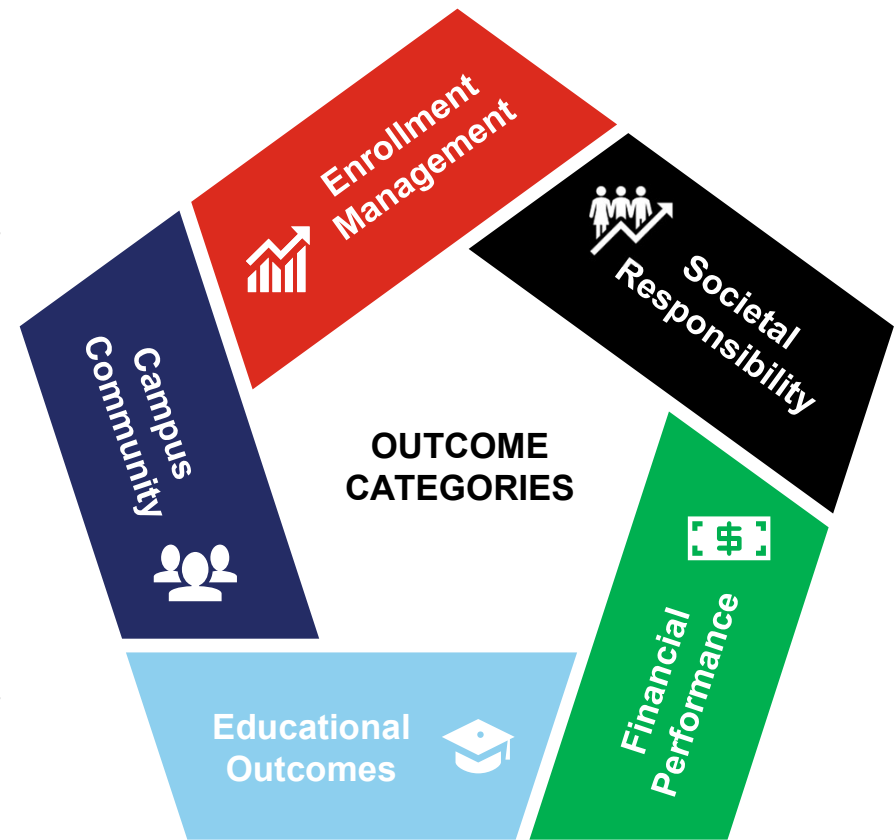 Enrollment
Management
Societal
Responsibility
Campus
Community
OUTCOME
CATEGORIES
Financial
Performance
Educational
Outcomes